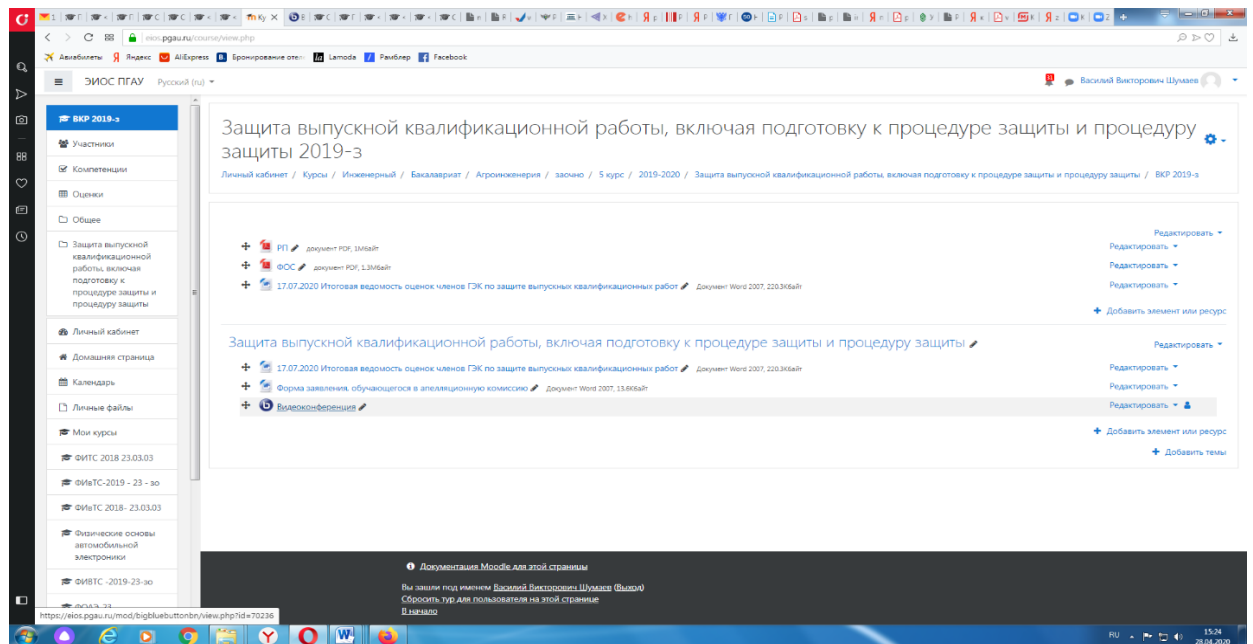 eios.pgau.ru/course/view.php
Авиабилеты Яндекс AliExpress Бронирование отел Lamoda Рамблер Facebook
ЭИОС ПГАУ Русский (ru)
31 Василий Викторович Шумаев
ВКР 2019-з
Участники
Компетенции
Оценки
Общее
Защита выпускной
квалификационной
работы, включая
подготовку к
процедуре защиты и
процедуру защиты
Личный кабинет
Домашняя страница
Календарь
Личные файлы
Мои курсы
ФИТС 2018 23.03.03
ФИвТС-2019 - 23 - зо
ФИвТС 2018- 23.03.03
Физические основы
автомобильной
электроники
ФИВТС -2019-23-зо
Защита выпускной квалификационной работы, включая подготовку к процедуре защиты и процедуру
защиты 2019-з
Личный кабинет / Курсы / Инженерный / Бакалавриат / Агроинженерия / заочно / 5 курс / 2019-2020 / Защита выпускной квалификационной работы, включая подготовку к процедуре защиты и процедуру защиты / ВКР 2019-з
Редактировать
РП документ PDF, 1Мбайт Редактировать
ФОС документ PDF, 1.3Мбайт Редактировать
17.07.2020 Итоговая ведомость оценок членов ГЭК по защите выпускных квалификационных работ Документ Word 2007, 220.3Кбайт Редактировать
Добавить элемент или ресурс
Защита выпускной квалификационной работы, включая подготовку к процедуре защиты и процедуру защиты Редактировать
17.07.2020 Итоговая ведомость оценок членов ГЭК по защите выпускных квалификационных работ Документ Word 2007, 220.3Кбайт Редактировать
Форма заявления, обучающегося в апелляционную комиссию Документ Word 2007, 13.8Кбайт Редактировать
Видеоконференция Редактировать
Добавить элемент или ресурс
Добавить темы
Документация Moodle для этой страницы
Вы зашли под именем Василий Викторович Шумаев (Выход)
Сбросить тур для пользователя на этой странице
В начало
https://eios.pgau.ru/mod/bigbluebuttonbn/view.php?id=70236
RU 15:24
28.04.2020